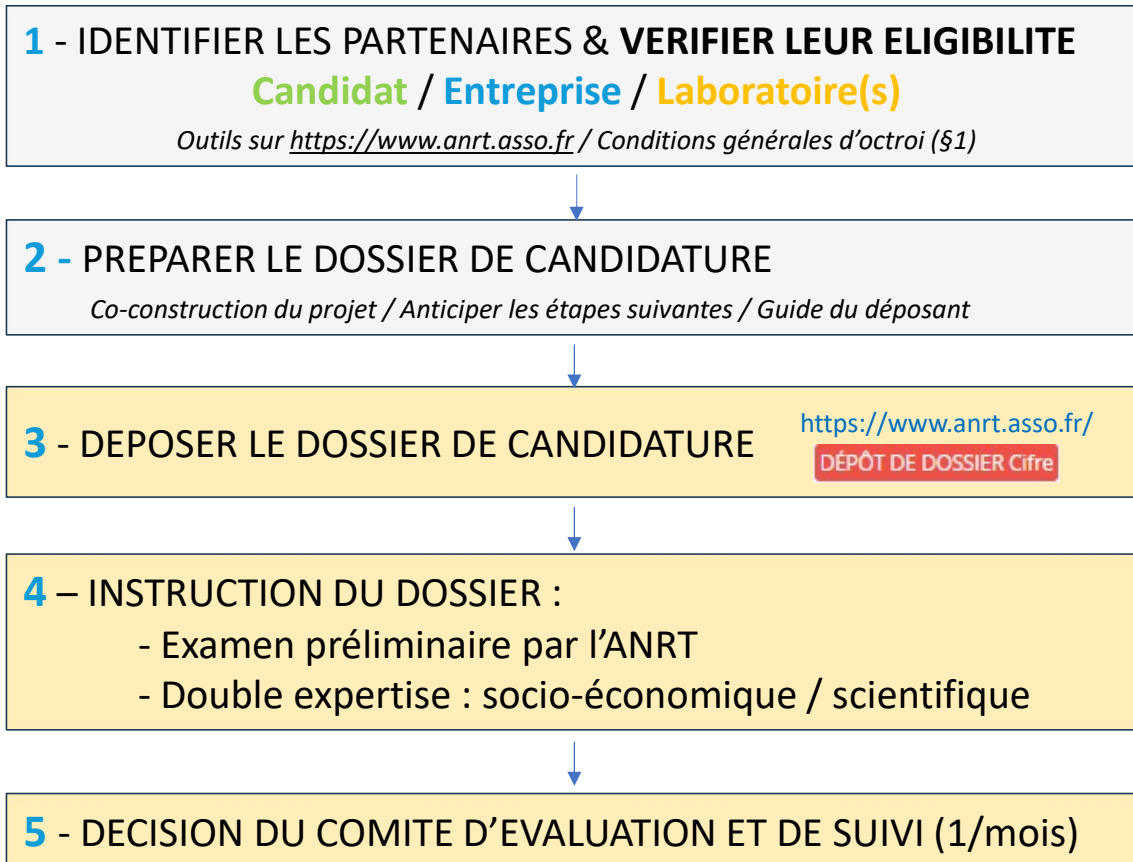 1 - IDENTIFIER LES PARTENAIRES & VERIFIER LEUR ELIGIBILITE
Candidat / Entreprise / Laboratoire(s)
Outils sur https://www.anrt.asso.fr / Conditions générales d’octroi (§1)
2 - PREPARER LE DOSSIER DE CANDIDATURE
Co-construction du projet / Anticiper les étapes suivantes / Guide du déposant
3 - DEPOSER LE DOSSIER DE CANDIDATURE
https://www.anrt.asso.fr/
DÉPÔT DE DOSSIER Cifre
4 – INSTRUCTION DU DOSSIER :
- Examen préliminaire par l’ANRT
- Double expertise : socio-économique / scientifique
5 - DECISION DU COMITE D’EVALUATION ET DE SUIVI (1/mois)